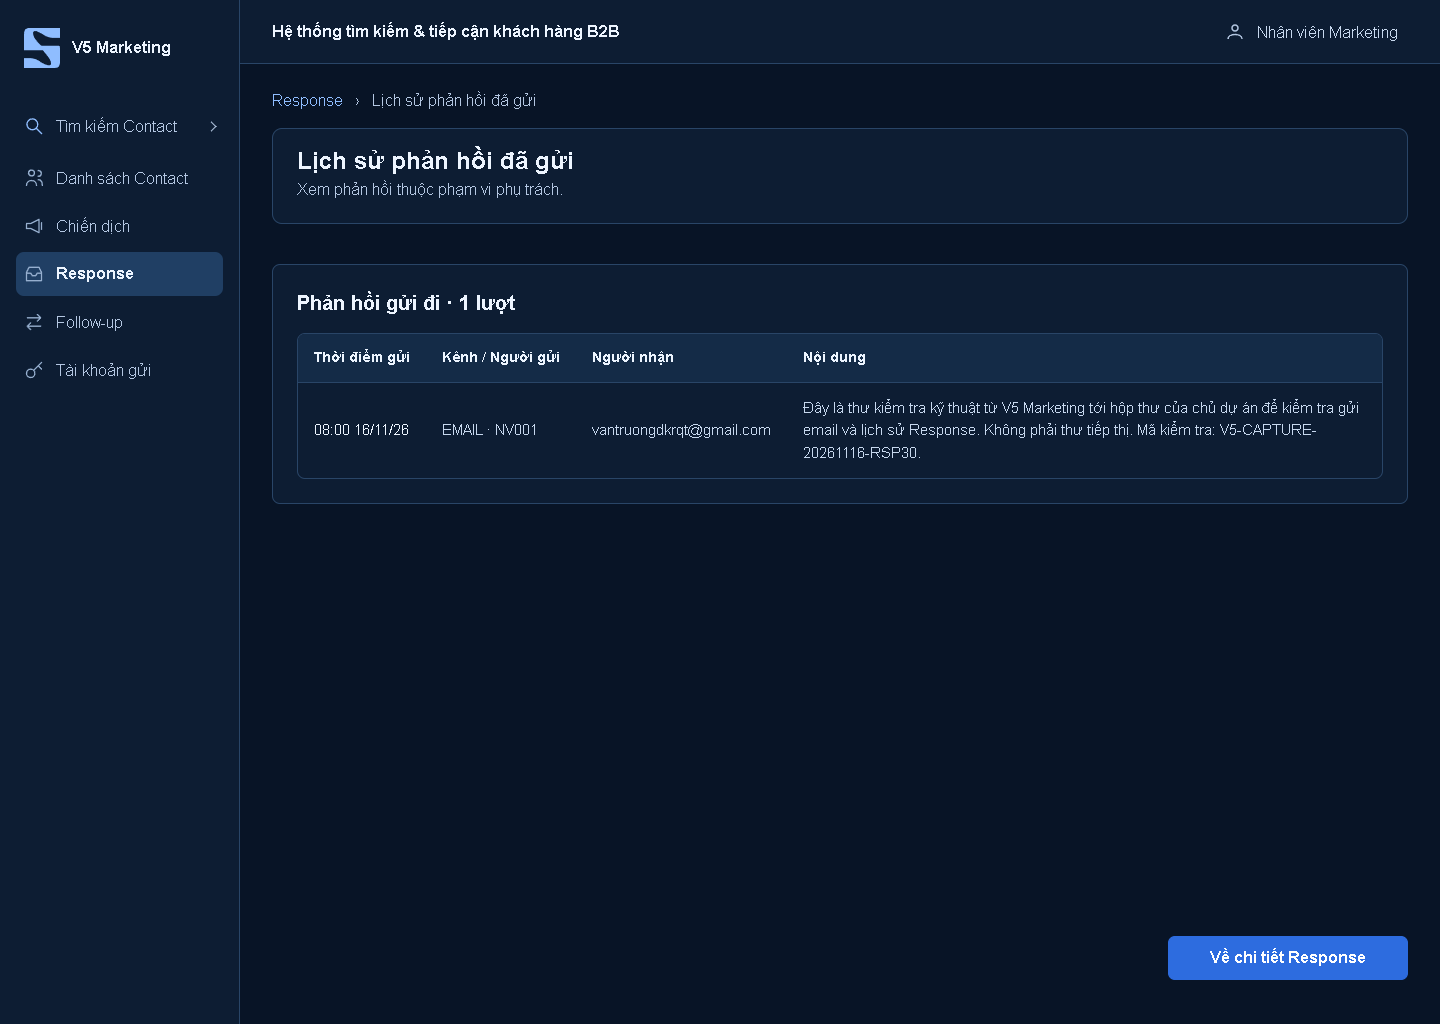 V5 Marketing
Hệ thống tìm kiếm & tiếp cận khách hàng B2B
Nhân viên Marketing
Tìm kiếm Contact
Danh sách Contact
Chiến dịch
Response
Follow-up
Tài khoản gửi
Response › Lịch sử phản hồi đã gửi
Lịch sử phản hồi đã gửi
Xem phản hồi thuộc phạm vi phụ trách.
Phản hồi gửi đi · 1 lượt
Thời điểm gửi Kênh / Người gửi Người nhận Nội dung
08:00 16/11/26 EMAIL · NV001 vantruongdkrqt@gmail.com
Đây là thư kiểm tra kỹ thuật từ V5 Marketing tới hộp thư của chủ dự án để kiểm tra gửi
email và lịch sử Response. Không phải thư tiếp thị. Mã kiểm tra: V5-CAPTURE-
20261116-RSP30.
Về chi tiết Response